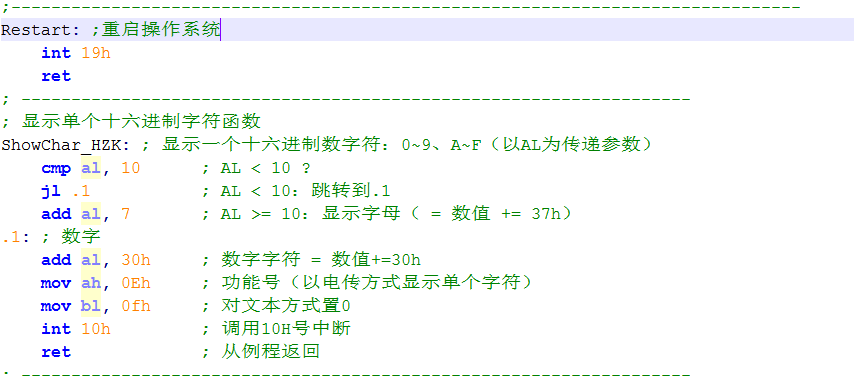 ;-------------------------------------------------------------------------------
Restart: ;重启操作系统
    int 19h
    ret
; -------------------------------------------------------------------
; 显示单个十六进制字符函数
ShowChar_HZK: ; 显示一个十六进制数字符：0~9、A~F（以AL为传递参数）
    cmp al, 10      ; AL < 10 ?
    jl .1           ; AL < 10：跳转到.1
    add al, 7       ; AL >= 10：显示字母（ = 数值 += 37h）
.1: ; 数字
    add al, 30h     ; 数字字符 = 数值+=30h
    mov ah, 0Eh     ; 功能号（以电传方式显示单个字符）
    mov bl, 0fh     ; 对文本方式置0
    int 10h         ; 调用10H号中断
    ret             ; 从例程返回
; -------------------------------------------------------------------